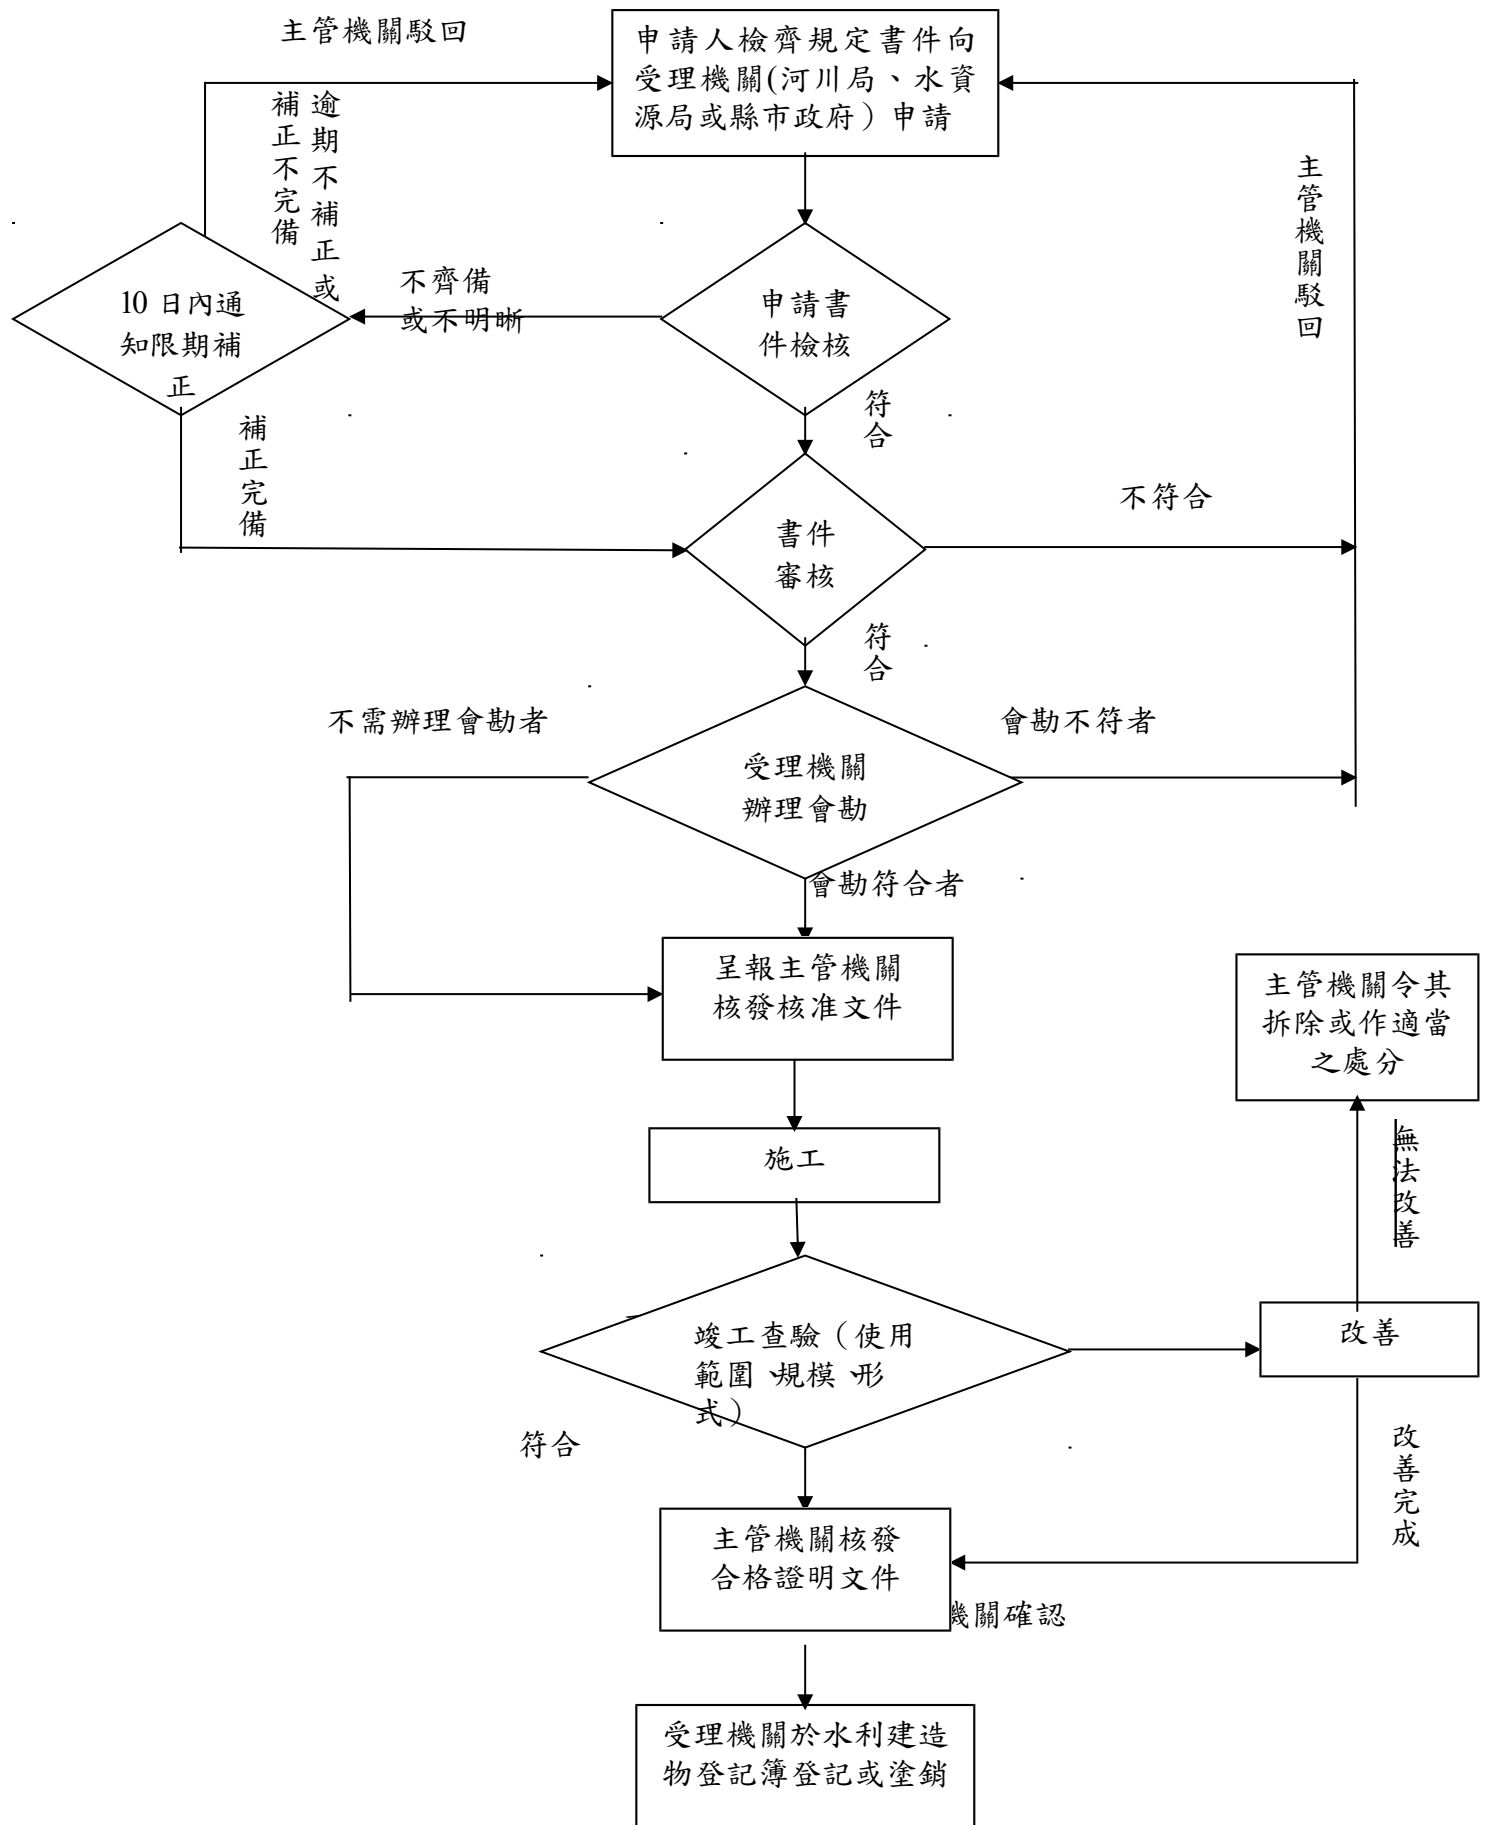 主管機關駁回
申請人檢齊規定書件向
受理機關(河川局、水資
源局或縣市政府）申請
逾期不補正或
補正不完備
主管機關駁回
10 日內通
知限期補
正
不齊備
或不明晰
申請書
件檢核
符合
補正完備
書件
審核
不符合
符合
不需辦理會勘者
受理機關
辦理會勘
會勘不符者
會勘符合者
呈報主管機關
核發核准文件
主管機關令其
拆除或作適當
之處分
施工
無法改善
竣工查驗（使用
範圍、規模、形
式）
改善
符合
改善完成
主管機關核發
合格證明文件
機關確認
受理機關於水利建造
物登記簿登記或塗銷